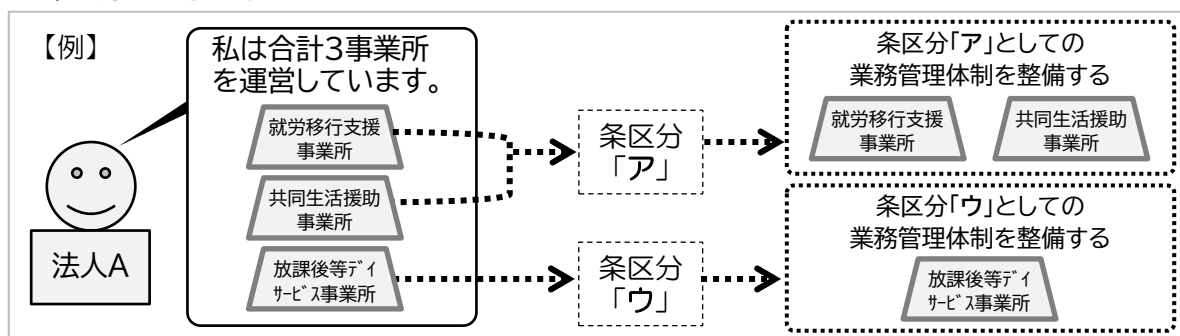 【例】
私は合計3事業所
を運営しています。
就労移行支援
事業所
共同生活援助
事業所
放課後等ﾃﾞｲ
ｻｰﾋﾞｽ事業所
法人A
条区分
「ア」
条区分
「ウ」
条区分「ア」としての
業務管理体制を整備する
就労移行支援
事業所
共同生活援助
事業所
条区分「ウ」としての
業務管理体制を整備する
放課後等ﾃﾞｲ
ｻｰﾋﾞｽ事業所